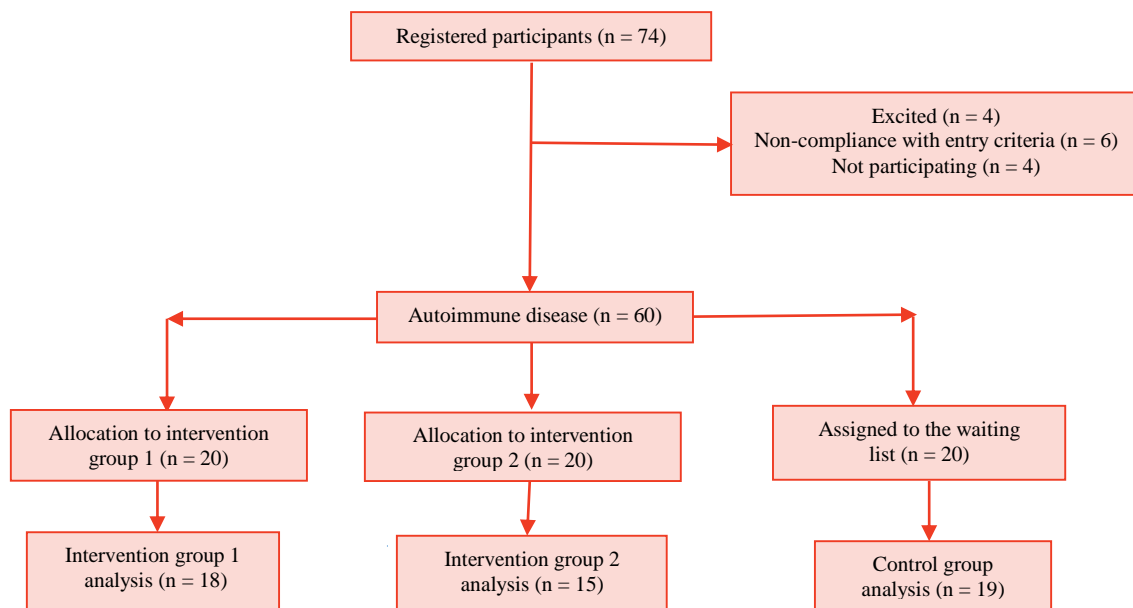 Registered participants (n = 74)
Excited (n = 4)
Non-compliance with entry criteria (n = 6)
Not participating (n = 4)
Autoimmune disease (n = 60)
Allocation to intervention
group 1 (n = 20)
Allocation to intervention
group 2 (n = 20)
Assigned to the waiting
list (n = 20)
Intervention group 1
analysis (n = 18)
Intervention group 2
analysis (n = 15)
Control group
analysis (n = 19)